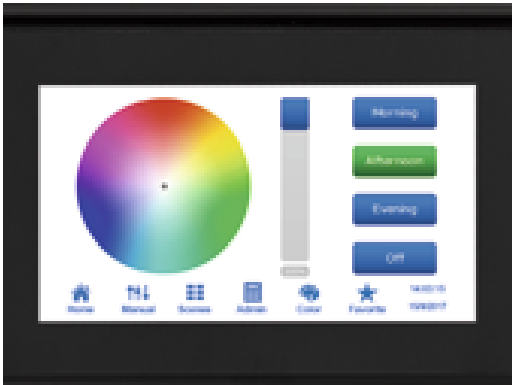 Morning
Afternoon
Evening
Off
Home
Manual
Scenes
Admin
Color
Favorite